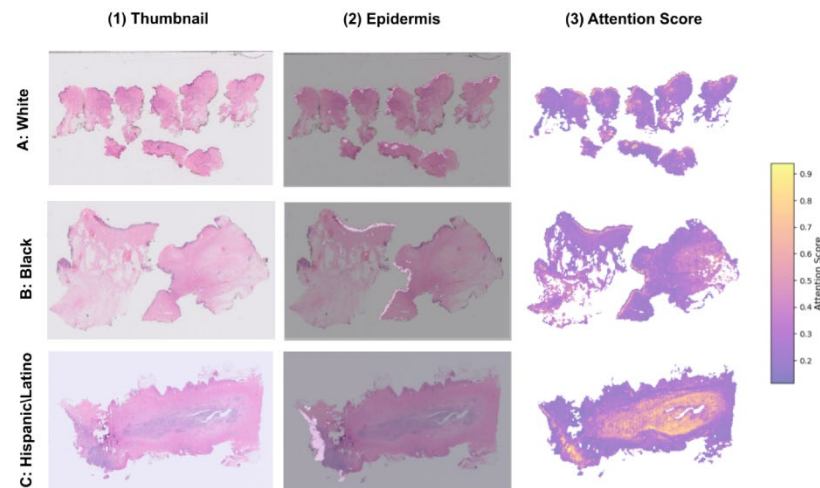 (1) Thumbnail
(2) Epidermis
(3) Attention Score
A: White
B: Black
C: Hispanic\Latino
0.9
0.8
0.7
0.6
0.5
0.4
0.3
0.2
Attention Score